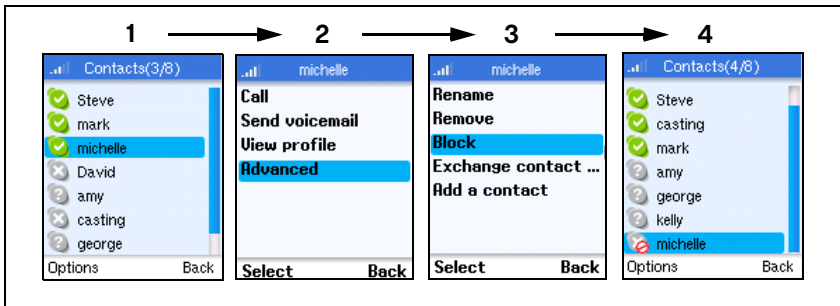 1 2 3 4
Contacts(3/8)
Steve
mark
michelle
David
amy
casting
george
Options Back
michelle
Call
Send voicemail
View profile
Advanced
Select Back
michelle
Rename
Remove
Block
Exchange contact ...
Add a contact
Select Back
Contacts(4/8)
Steve
casting
mark
amy
george
kelly
michelle
Options Back